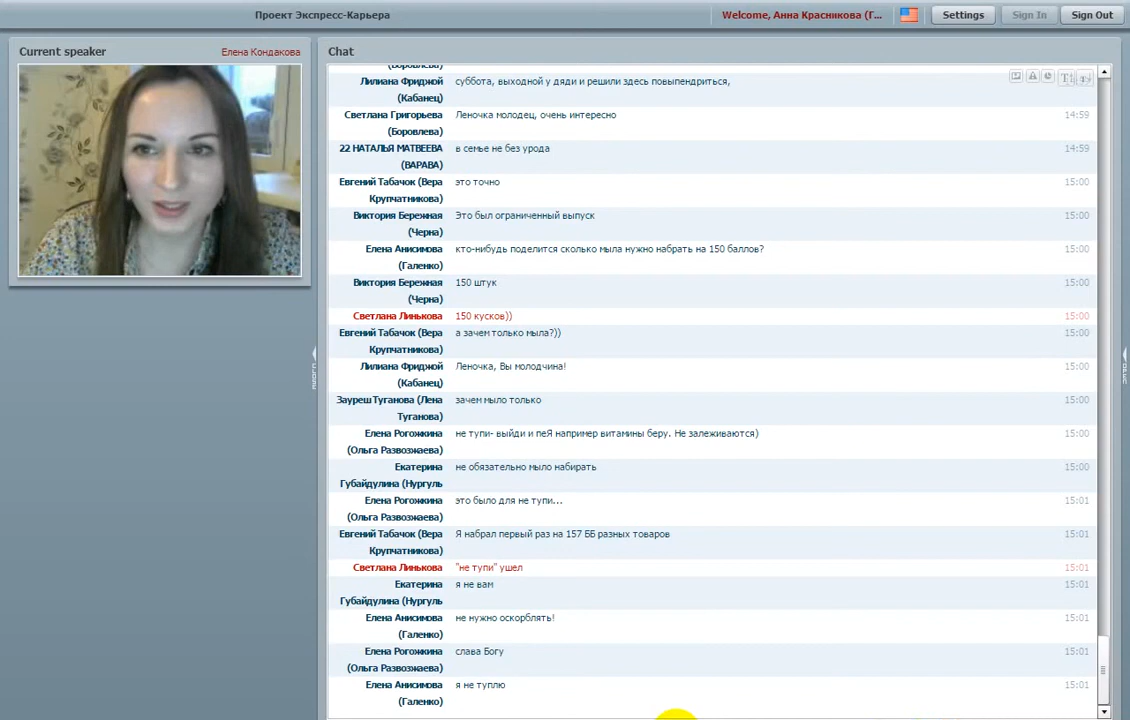 Проект Экспресс-Карьера
Welcome, Анна Красникова (Г...
Settings
Sign In
Sign Out
Current speaker
Елена Кондакова
Chat
Боровлева)
Лилиана Фриджой суббота, выходной у дяди и решили здесь повыпендриться,
(Кабанец)
Светлана Григорьева Леночка молодец, очень интересно 14:59
(Боровлева)
22 НАТАЛЬЯ МАТВЕЕВА в семье не без урода 14:59
(ВАРАВА)
Евгений Табачок (Вера это точно 15:00
Крупчатникова)
Виктория Бережная Это был ограниченный выпуск 15:00
(Черна)
Елена Анисимова кто-нибудь поделится сколько мыла нужно набрать на 150 баллов? 15:00
(Галенко)
Виктория Бережная 150 штук 15:00
(Черна)
Светлана Линькова 150 кусков)) 15:00
Евгений Табачок (Вера а зачем только мыла?)) 15:00
Крупчатникова)
Лилиана Фриджой Леночка, Вы молодчина! 15:00
(Кабанец)
Зауреш Туганова (Лена зачем мыло только 15:00
Туганова)
Елена Рогожкина не тупи- выйди и пеЯ например витамины беру. Не залеживаются) 15:00
(Ольга Развозжаева)
Екатерина не обязательно мыло набирать 15:00
Губайдулина (Нургуль
Елена Рогожкина это было для не тупи... 15:01
(Ольга Развозжаева)
Евгений Табачок (Вера Я набрал первый раз на 157 ББ разных товаров 15:01
Крупчатникова)
Светлана Линькова "не тупи" ушел 15:01
Екатерина я не вам 15:01
Губайдулина (Нургуль
Елена Анисимова не нужно оскорблять! 15:01
(Галенко)
Елена Рогожкина слава Богу 15:01
(Ольга Развозжаева)
Елена Анисимова я не туплю 15:01
(Галенко)